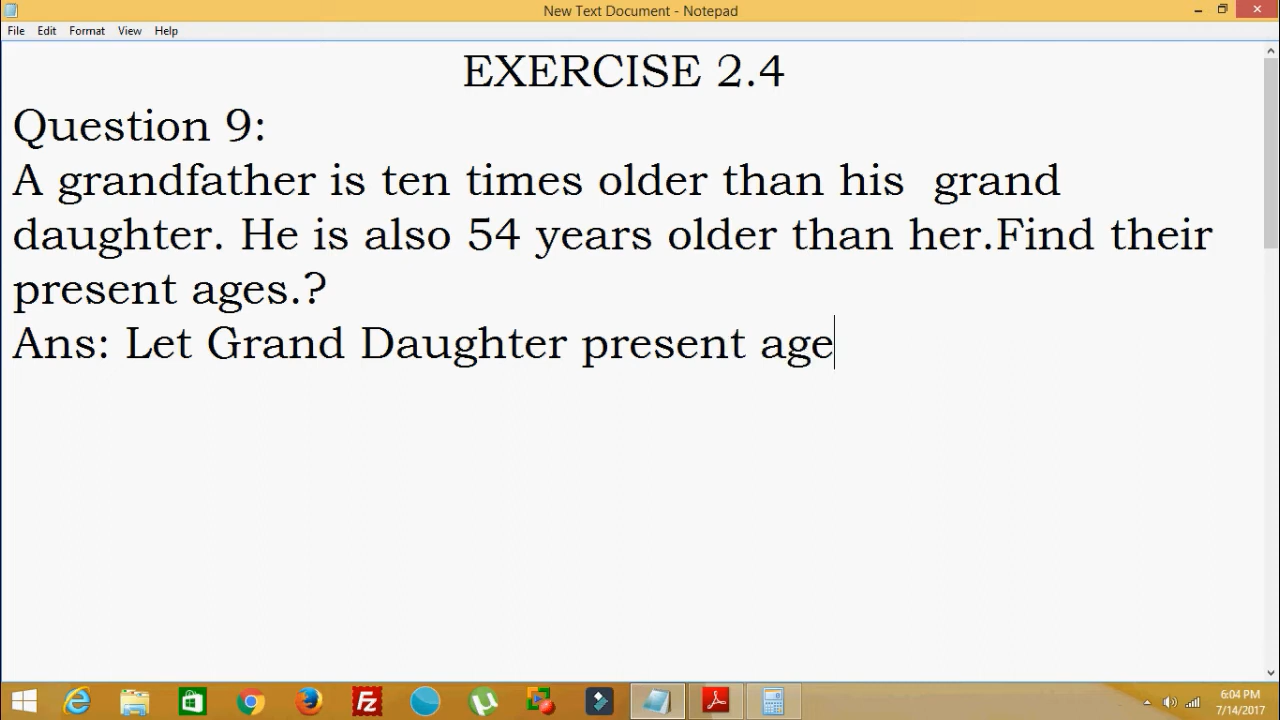 New Text Document - Notepad
File Edit Format View Help
EXERCISE 2.4
Question 9:
A grandfather is ten times older than his  grand
daughter. He is also 54 years older than her.Find their
present ages.?
Ans: Let Grand Daughter present age
Fz
6:04 PM
7/14/2017